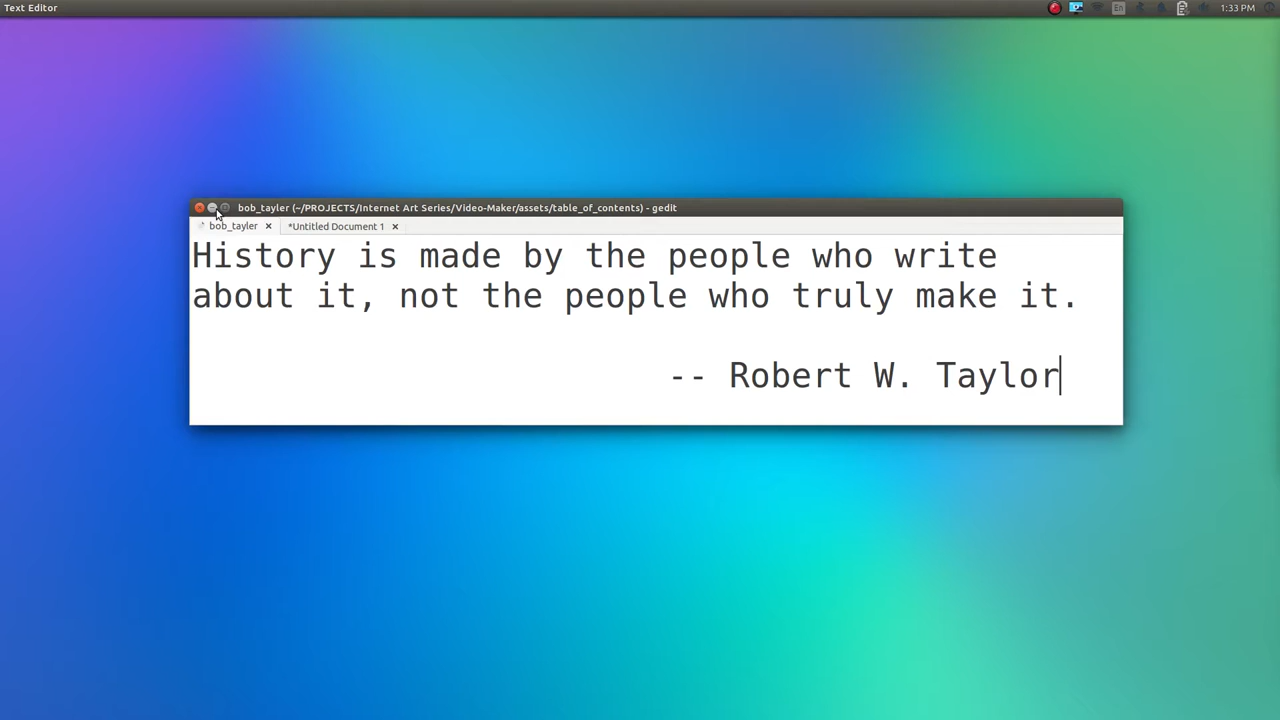 Text Editor
En
1:33 PM
bob_tayler (~/PROJECTS/Internet Art Series/Video-Maker/assets/table_of_contents) - gedit
bob_tayler
*Untitled Document 1
History is made by the people who write
about it, not the people who truly make it.
-- Robert W. Taylor